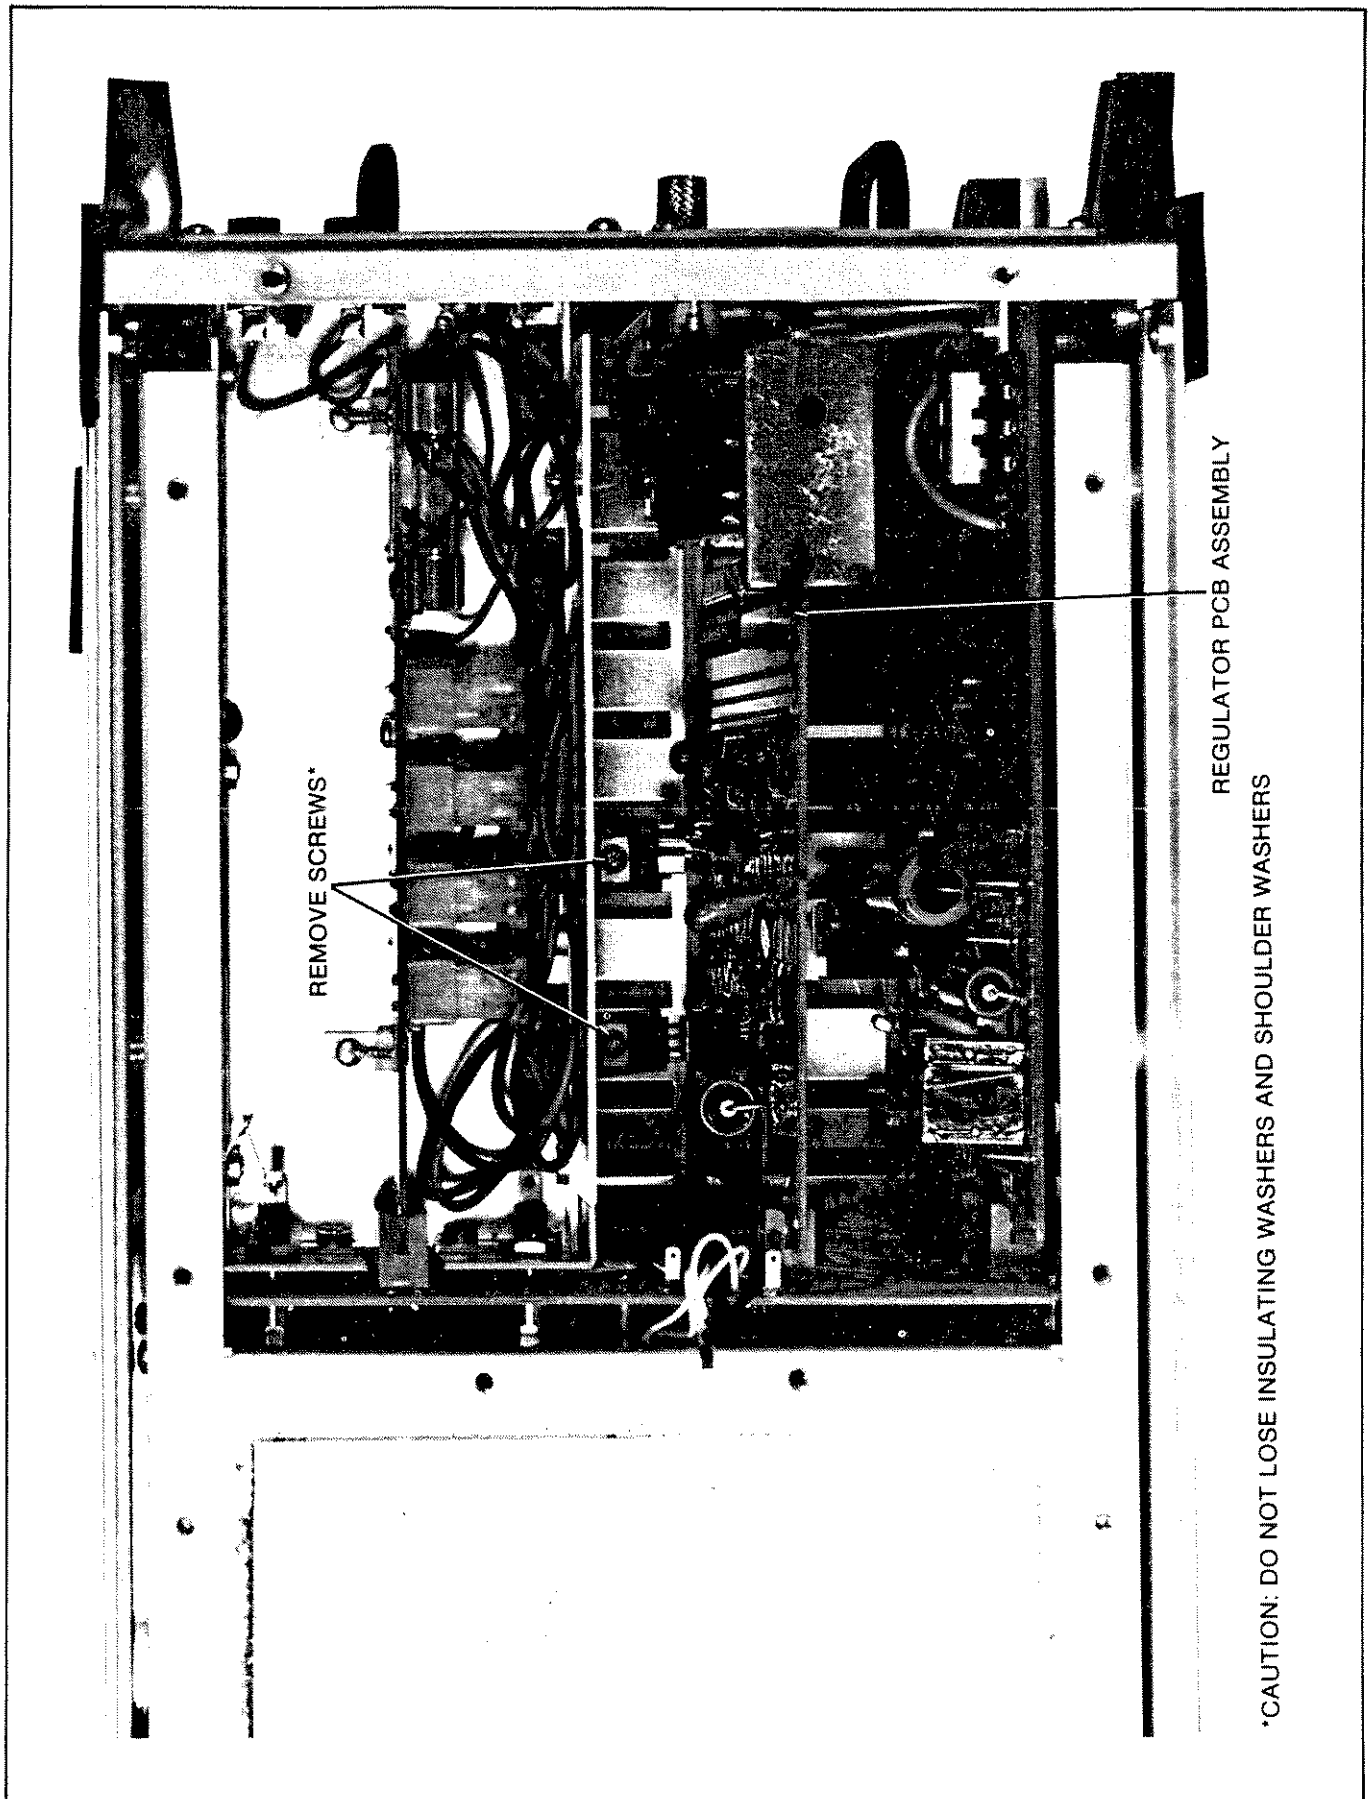 REMOVE SCREWS*
REGULATOR PCB ASSEMBLY
*CAUTION: DO NOT LOSE INSULATING WASHERS AND SHOULDER WASHERS